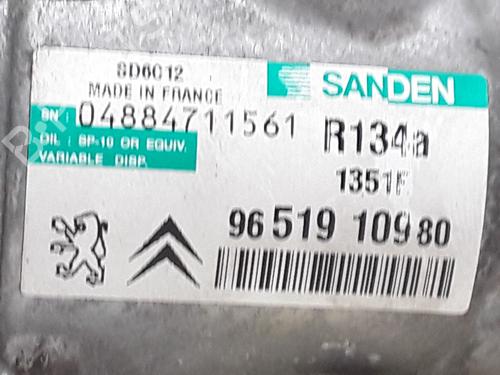 SD6C12
SANDEN
MADE IN FRANCE
SN: 04884711561
OIL : SP-10 OR EQUIV.
VARIABLE DISP.
R134a
1351F
96 519 109 80